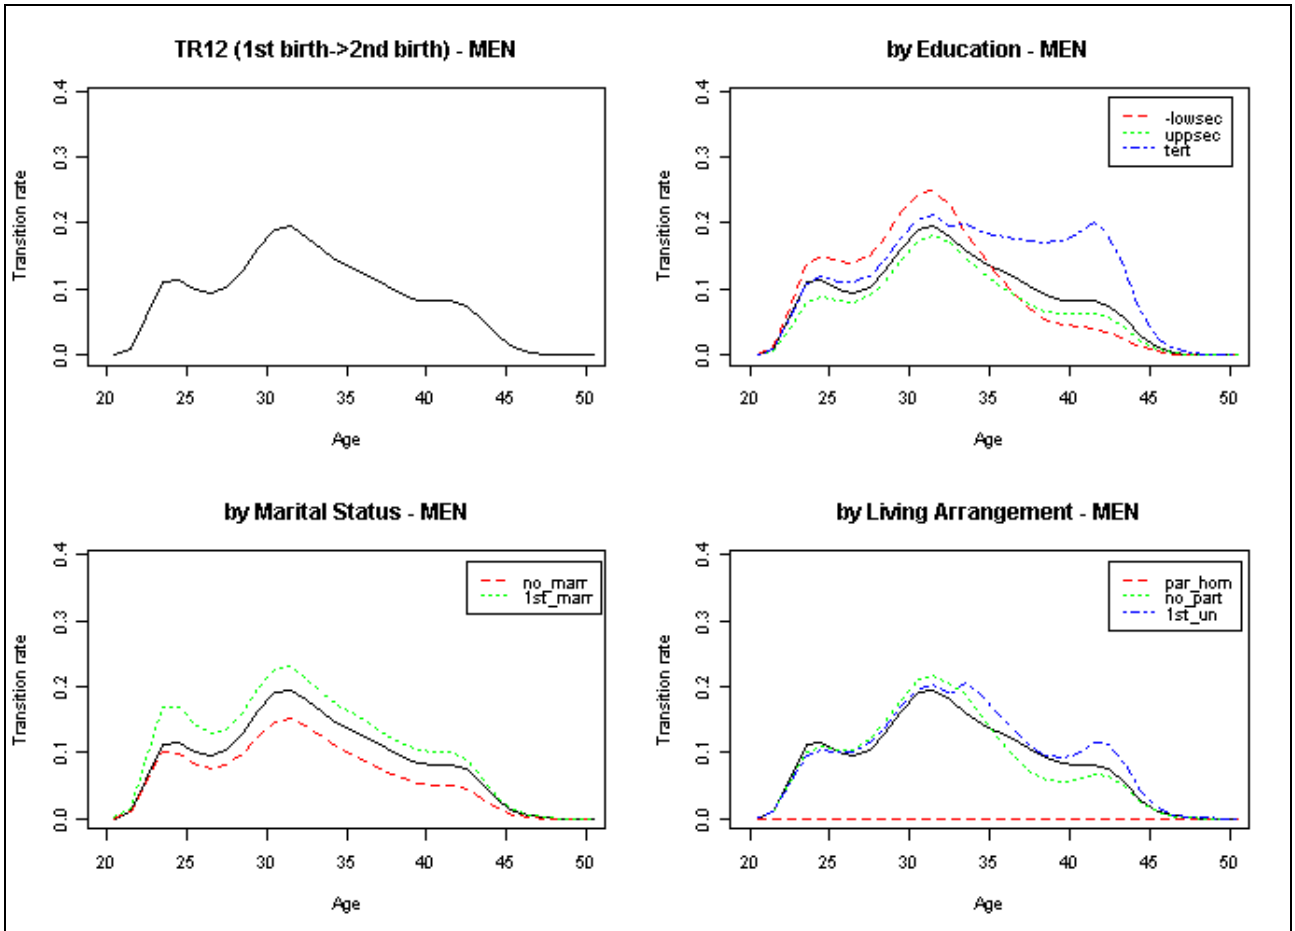 TR12 (1st birth->2nd birth) - MEN
Transition rate
0.4
0.3
0.2
0.1
0.0
20 25 30 35 40 45 50
Age
by Education - MEN
Transition rate
0.4
0.3
0.2
0.1
0.0
-lowsec
uppsec
tert
20 25 30 35 40 45 50
Age
by Marital Status - MEN
Transition rate
0.4
0.3
0.2
0.1
0.0
no_marr
1st_marr
20 25 30 35 40 45 50
Age
by Living Arrangement - MEN
Transition rate
0.4
0.3
0.2
0.1
0.0
par_hom
no_part
1st_un
20 25 30 35 40 45 50
Age